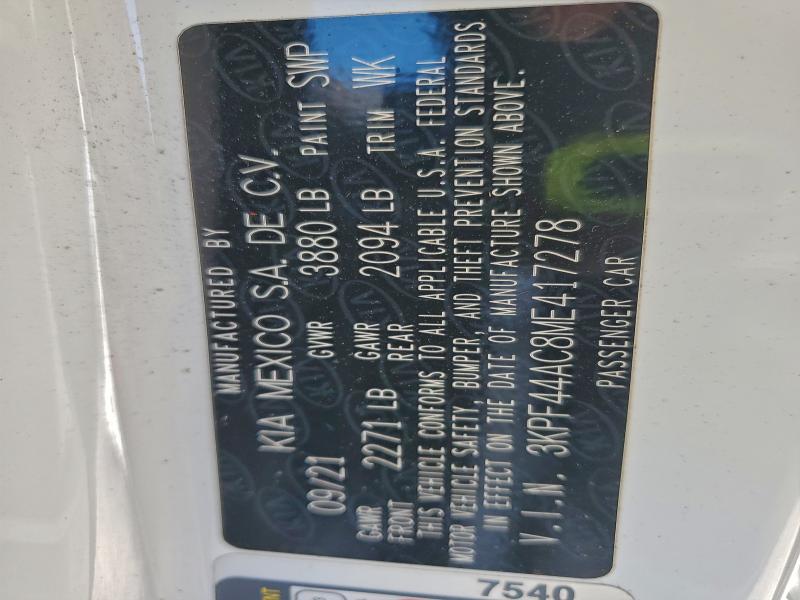 MANUFACTURED BY
KIA MEXICO S.A. DE C.V.
09/21 GVWR 3880 LB PAINT SWP
GAWR FRONT 2271 LB GAWR REAR 2094 LB TRIM WK
THIS VEHICLE CONFORMS TO ALL APPLICABLE U.S.A. FEDERAL
MOTOR VEHICLE SAFETY, BUMPER, AND THEFT PREVENTION STANDARDS
IN EFFECT ON THE DATE OF MANUFACTURE SHOWN ABOVE.
V.I.N. 3KPF44AC8ME417278
PASSENGER CAR
7540